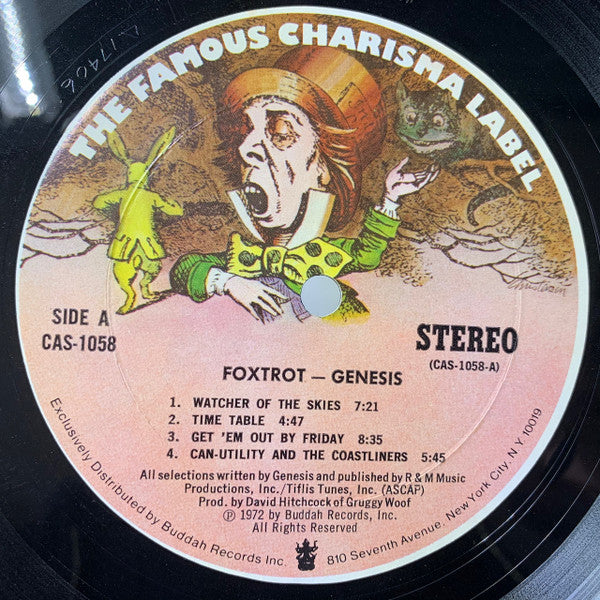 THE FAMOUS CHARISMA LABEL
SIDE A
CAS-1058
STEREO
(CAS-1058-A)
FOXTROT — GENESIS
1. WATCHER OF THE SKIES 7:21
2. TIME TABLE 4:47
3. GET 'EM OUT BY FRIDAY 8:35
4. CAN-UTILITY AND THE COASTLINERS 5:45
All selections written by Genesis and published by R & M Music
Productions, Inc./Tiflis Tunes, Inc. (ASCAP)
Prod. by David Hitchcock of Gruggy Woof
℗ 1972 by Buddah Records, Inc.
All Rights Reserved
Exclusively Distributed by Buddah Records Inc. 810 Seventh Avenue, New York City, N Y 10019